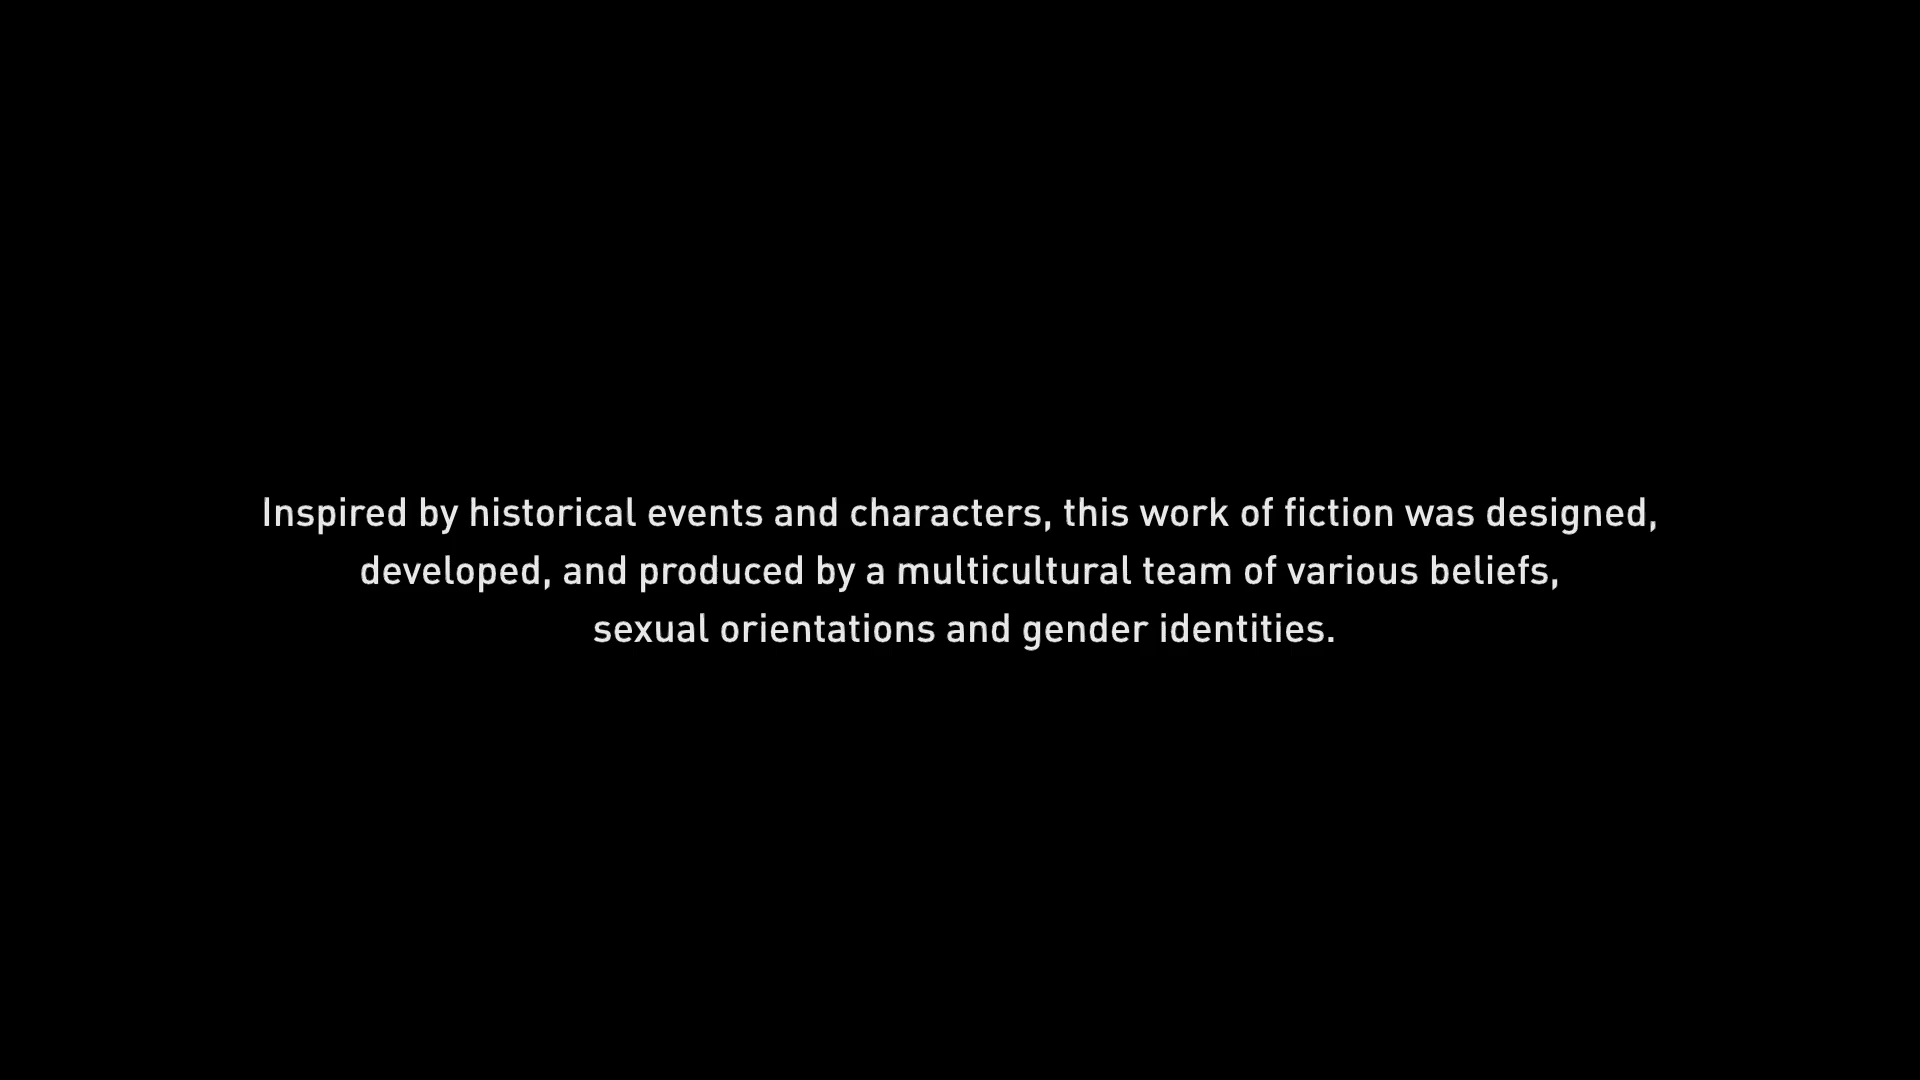 Inspired by historical events and characters, this work of fiction was designed,
developed, and produced by a multicultural team of various beliefs,
sexual orientations and gender identities.